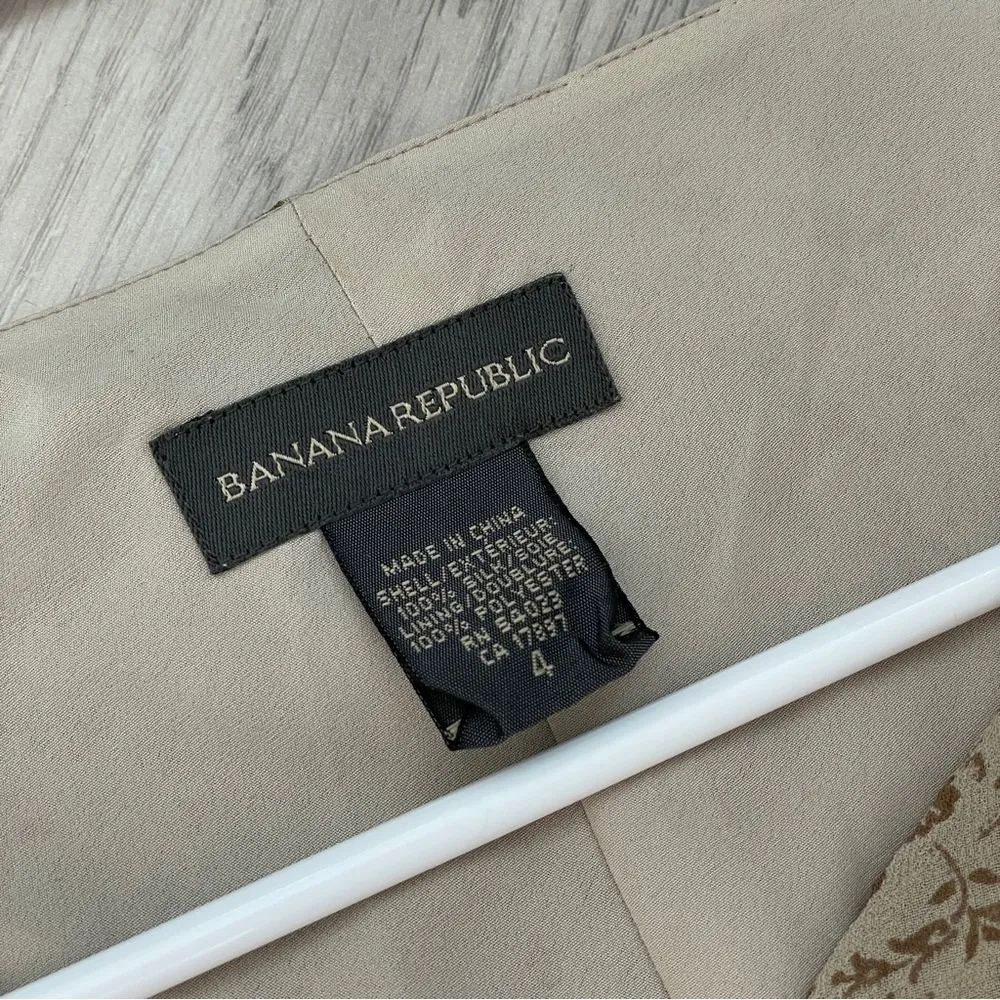 BANANA REPUBLIC
MADE IN CHINA
SHELL/EXTERIEUR:
100% SILK/SOIE
LINING/DOUBLURE:
100% POLYESTER
RN 54023
CA 17897
4